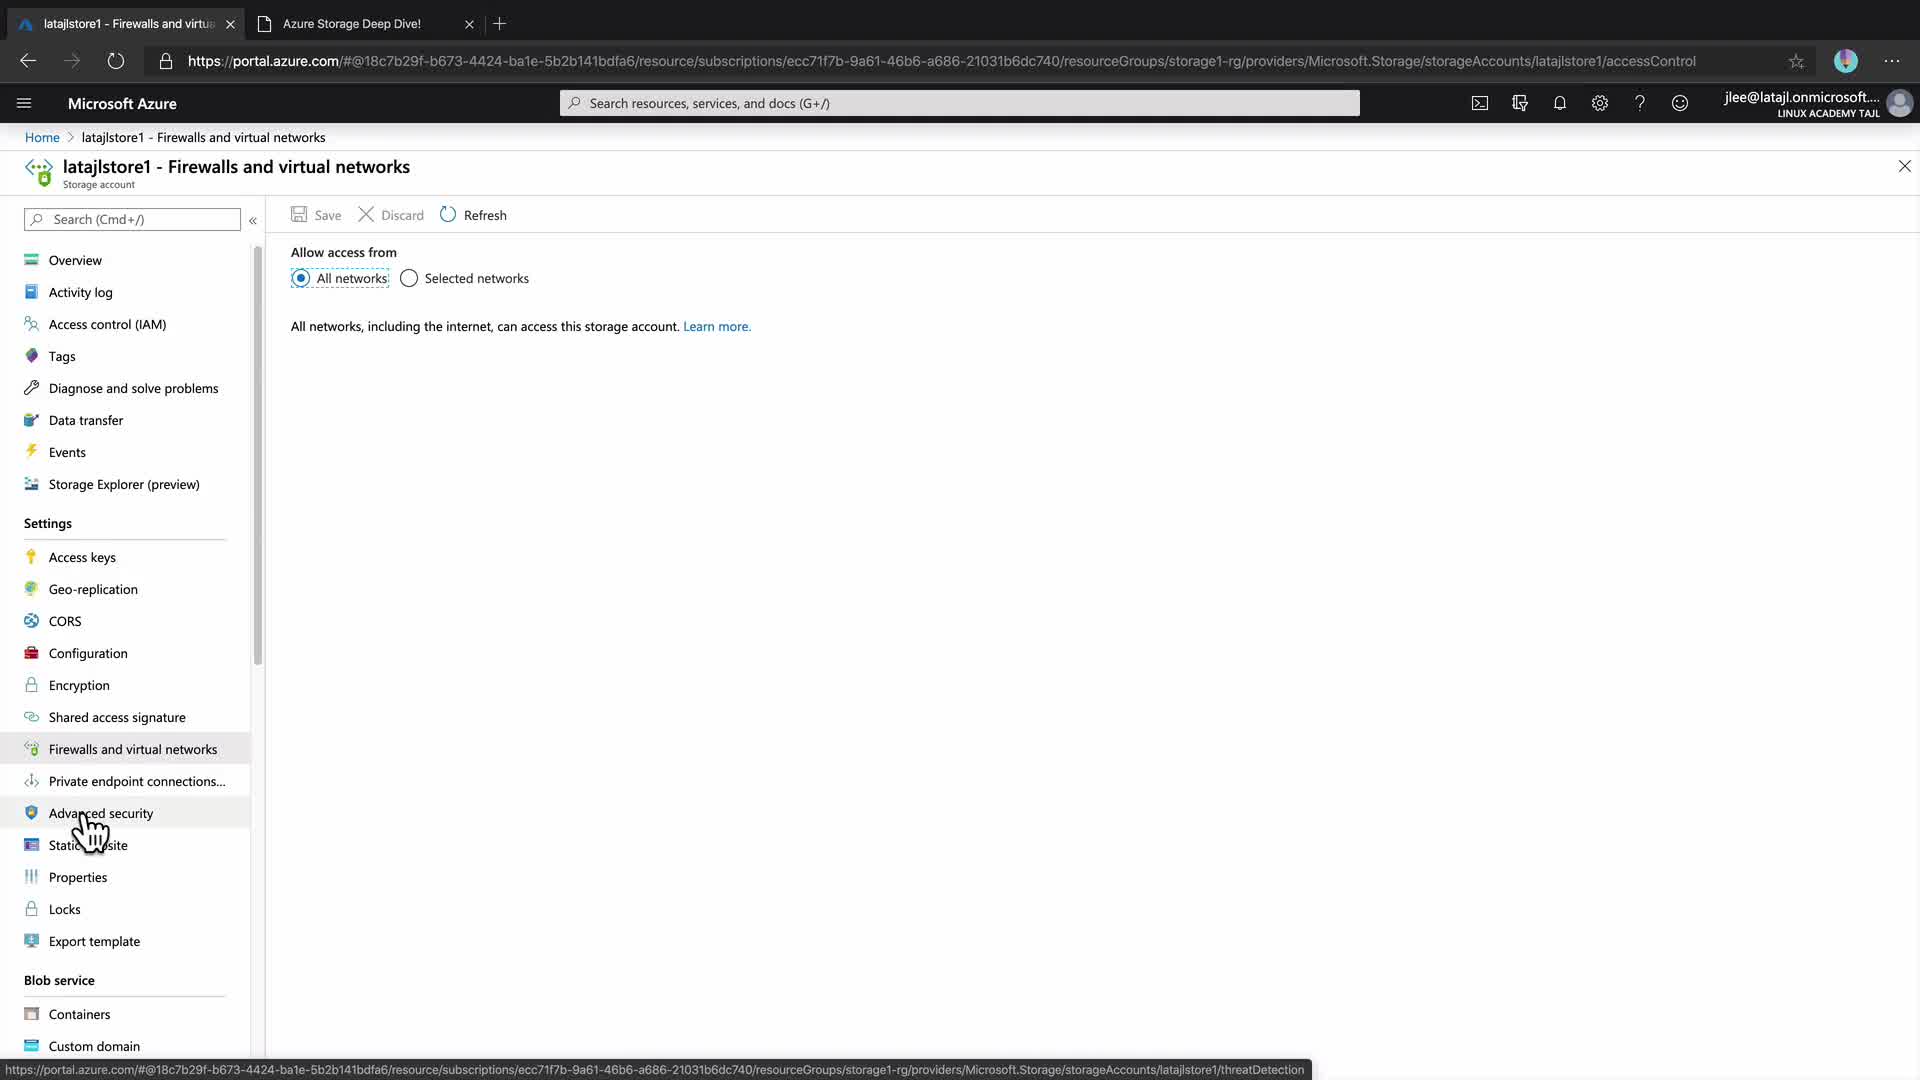 latajlstore1 - Firewalls and virtua
Azure Storage Deep Dive!
https://portal.azure.com/#@18c7b29f-b673-4424-ba1e-5b2b141bdfa6/resource/subscriptions/ecc71f7b-9a61-46b6-a686-21031b6dc740/resourceGroups/storage1-rg/providers/Microsoft.Storage/storageAccounts/latajlstore1/accessControl
Microsoft Azure
Search resources, services, and docs (G+/)
jlee@latajl.onmicrosoft....
LINUX ACADEMY TAJL
Home > latajlstore1 - Firewalls and virtual networks
latajlstore1 - Firewalls and virtual networks
Storage account
Search (Cmd+/)
«
Save
Discard
Refresh
Allow access from
All networks
Selected networks
All networks, including the internet, can access this storage account. Learn more.
Overview
Activity log
Access control (IAM)
Tags
Diagnose and solve problems
Data transfer
Events
Storage Explorer (preview)
Settings
Access keys
Geo-replication
CORS
Configuration
Encryption
Shared access signature
Firewalls and virtual networks
Private endpoint connections...
Advanced security
Static website
Properties
Locks
Export template
Blob service
Containers
Custom domain
https://portal.azure.com/#@18c7b29f-b673-4424-ba1e-5b2b141bdfa6/resource/subscriptions/ecc71f7b-9a61-46b6-a686-21031b6dc740/resourceGroups/storage1-rg/providers/Microsoft.Storage/storageAccounts/latajlstore1/threatDetection